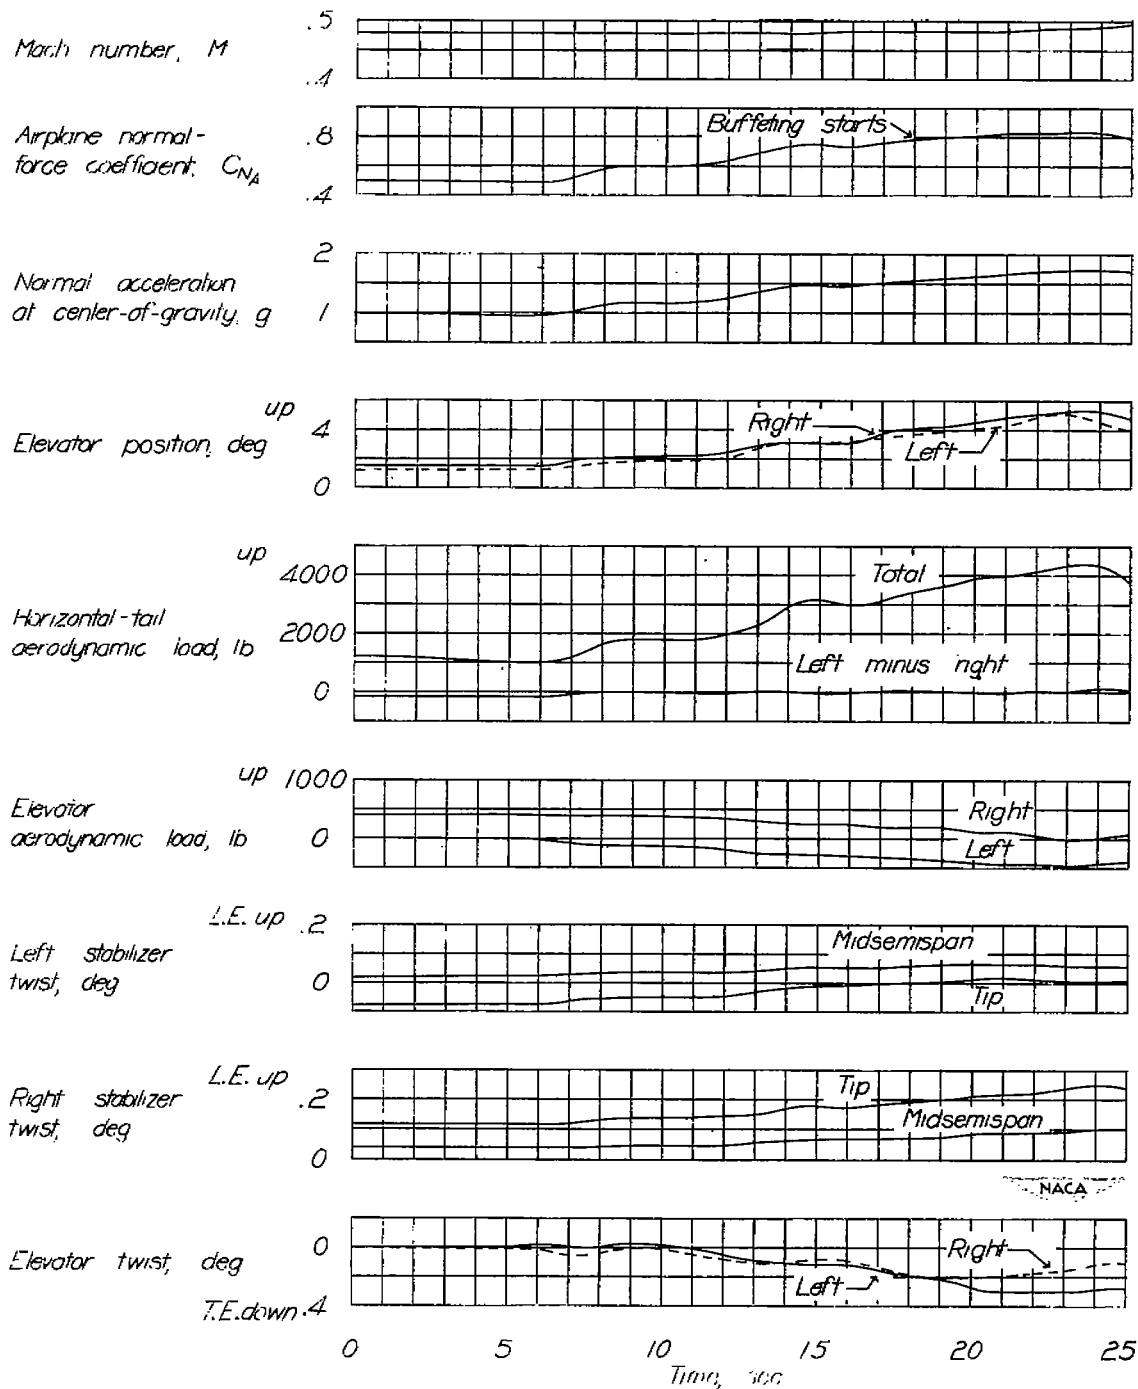 Mach number, M
.5
.4
Airplane normal-
force coefficient, CNA
.8
.4
Buffeting starts
Normal acceleration
at center-of-gravity, g
2
1
Elevator position, deg
up
4
0
Right
Left
Horizontal-tail
aerodynamic load, lb
up
4000
2000
0
Total
Left minus right
Elevator
aerodynamic load, lb
up 1000
0
Right
Left
Left stabilizer
twist, deg
L.E. up .2
0
Midsemispan
Tip
Right stabilizer
twist, deg
L.E. up
.2
0
Tip
Midsemispan
NACA
Elevator twist, deg
0
T.E. down .4
Right
Left
0 5 10 15 20 25
Time, sec